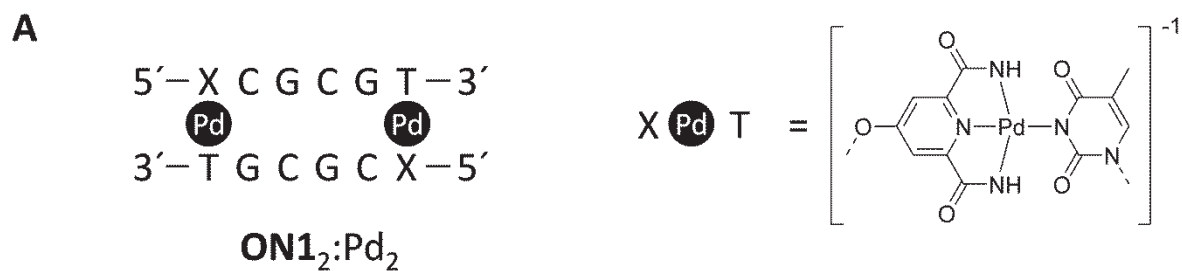 A
5´–X C G C G T–3´
Pd Pd
3´–T G C G C X–5´
ON1₂:Pd₂
X Pd T =
-1
O NH O
O N Pd N
O NH O N